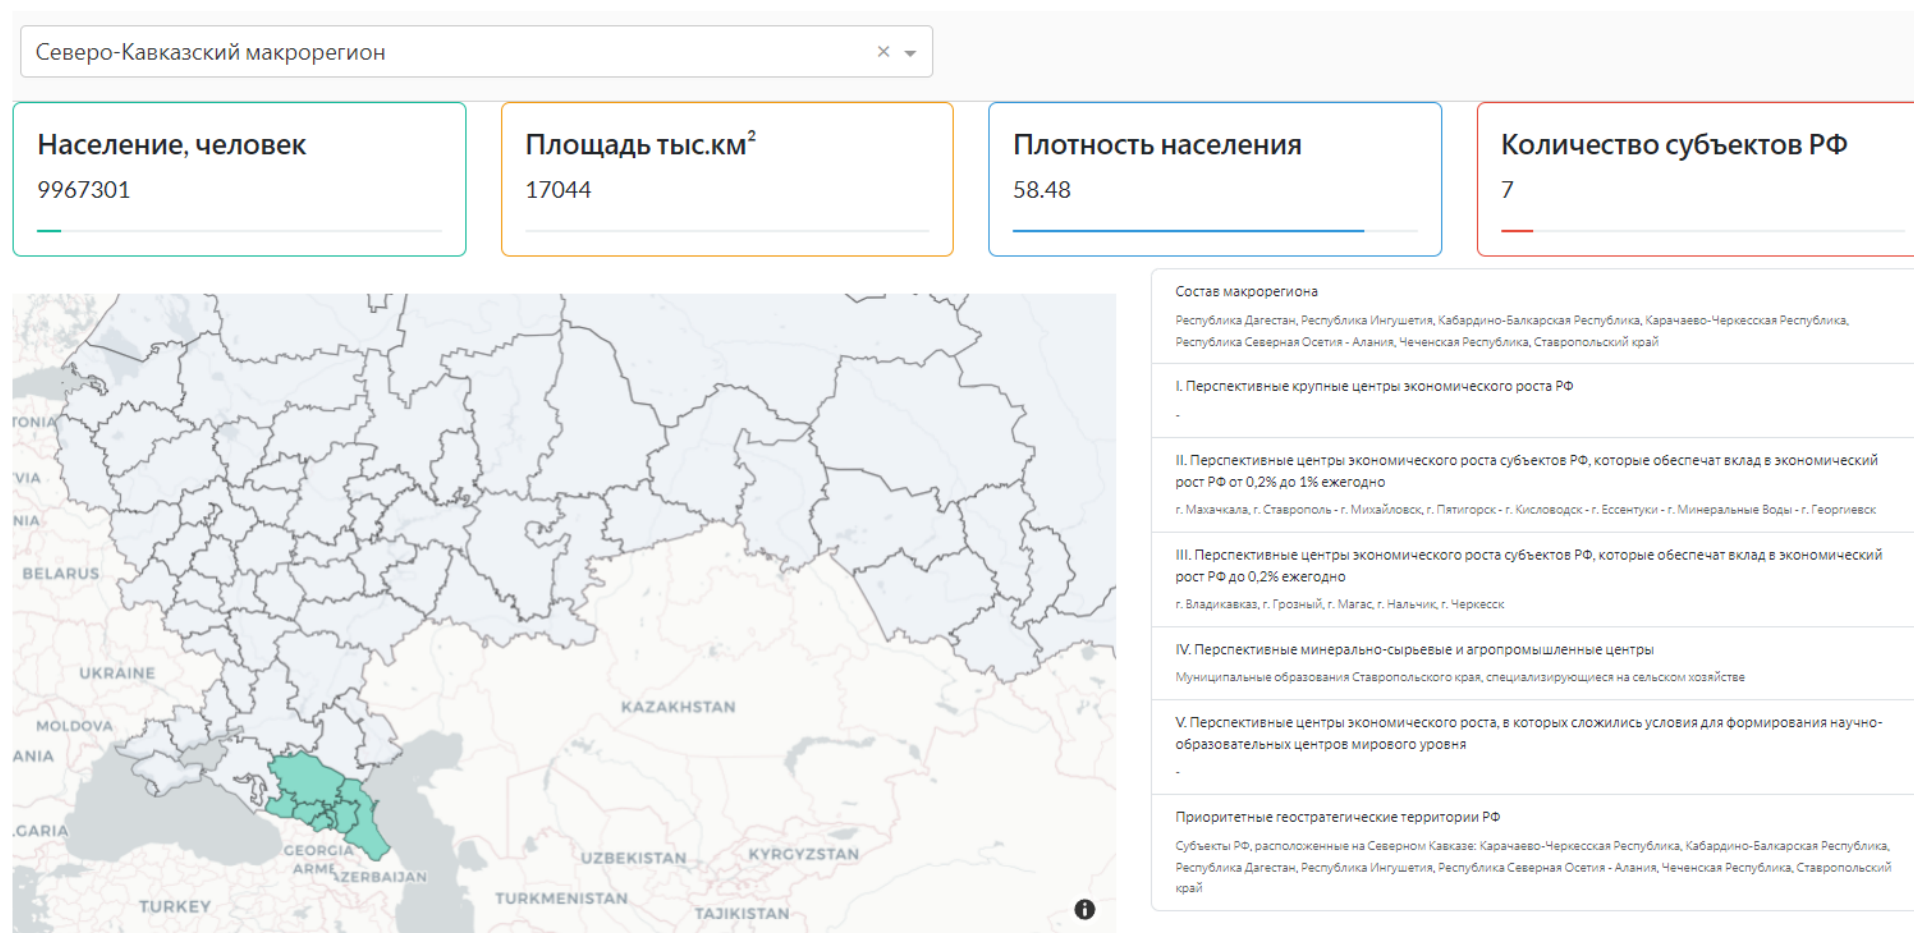 Северо-Кавказский макрорегион
Население, человек
9967301
Площадь тыс.км²
17044
Плотность населения
58.48
Количество субъектов РФ
7
Состав макрорегиона
Республика Дагестан, Республика Ингушетия, Кабардино-Балкарская Республика, Карачаево-Черкесская Республика,
Республика Северная Осетия - Алания, Чеченская Республика, Ставропольский край
I. Перспективные крупные центры экономического роста РФ
-
II. Перспективные центры экономического роста субъектов РФ, которые обеспечат вклад в экономический
рост РФ от 0,2% до 1% ежегодно
г. Махачкала, г. Ставрополь - г. Михайловск, г. Пятигорск - г. Кисловодск - г. Ессентуки - г. Минеральные Воды - г. Георгиевск
III. Перспективные центры экономического роста субъектов РФ, которые обеспечат вклад в экономический
рост РФ до 0,2% ежегодно
г. Владикавказ, г. Грозный, г. Магас, г. Нальчик, г. Черкесск
IV. Перспективные минерально-сырьевые и агропромышленные центры
Муниципальные образования Ставропольского края, специализирующиеся на сельском хозяйстве
V. Перспективные центры экономического роста, в которых сложились условия для формирования научно-
образовательных центров мирового уровня
-
Приоритетные геостратегические территории РФ
Субъекты РФ, расположенные на Северном Кавказе: Карачаево-Черкесская Республика, Кабардино-Балкарская Республика,
Республика Дагестан, Республика Ингушетия, Республика Северная Осетия - Алания, Чеченская Республика, Ставропольский
край
TONIA
VIA
NIA
BELARUS
UKRAINE
MOLDOVA
ANIA
GARIA
KAZAKHSTAN
GEORGIA
ARME
ZERBAIJAN
UZBEKISTAN
KYRGYZSTAN
TURKMENISTAN
TAJIKISTAN
TURKEY